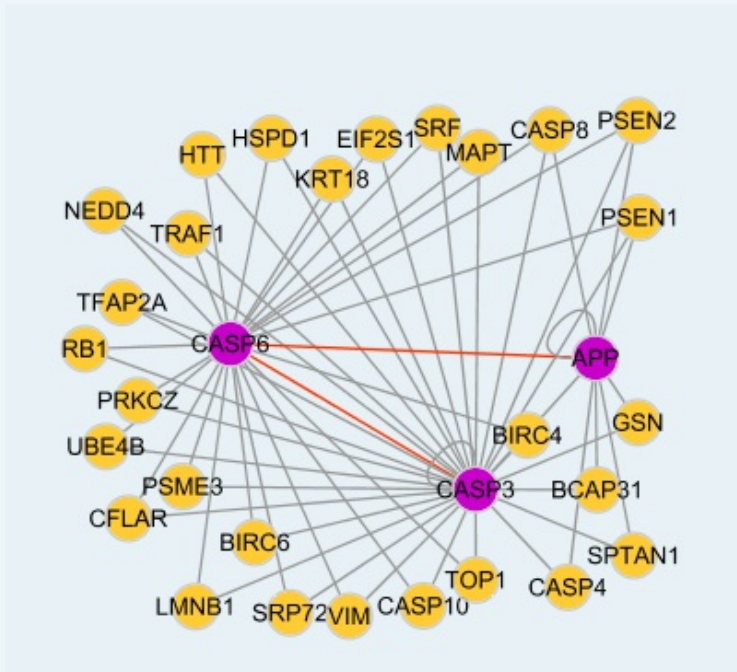 PSEN2
SRF
CASP8
HSPD1
EIF2S1
MAPT
HTT
KRT18
NEDD4
PSEN1
TRAF1
TFAP2A
CASP6
RB1
APP
PRKCZ
GSN
BIRC4
UBE4B
PSME3
CASP3
BCAP31
CFLAR
BIRC6
SPTAN1
TOP1
CASP4
LMNB1
SRP72
VIM
CASP10